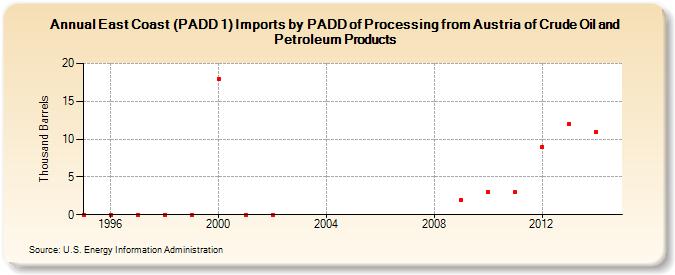 Annual East Coast (PADD 1) Imports by PADD of Processing from Austria of Crude Oil and
Petroleum Products
Thousand Barrels
20
15
10
5
0
1996
2000
2004
2008
2012
Source: U.S. Energy Information Administration